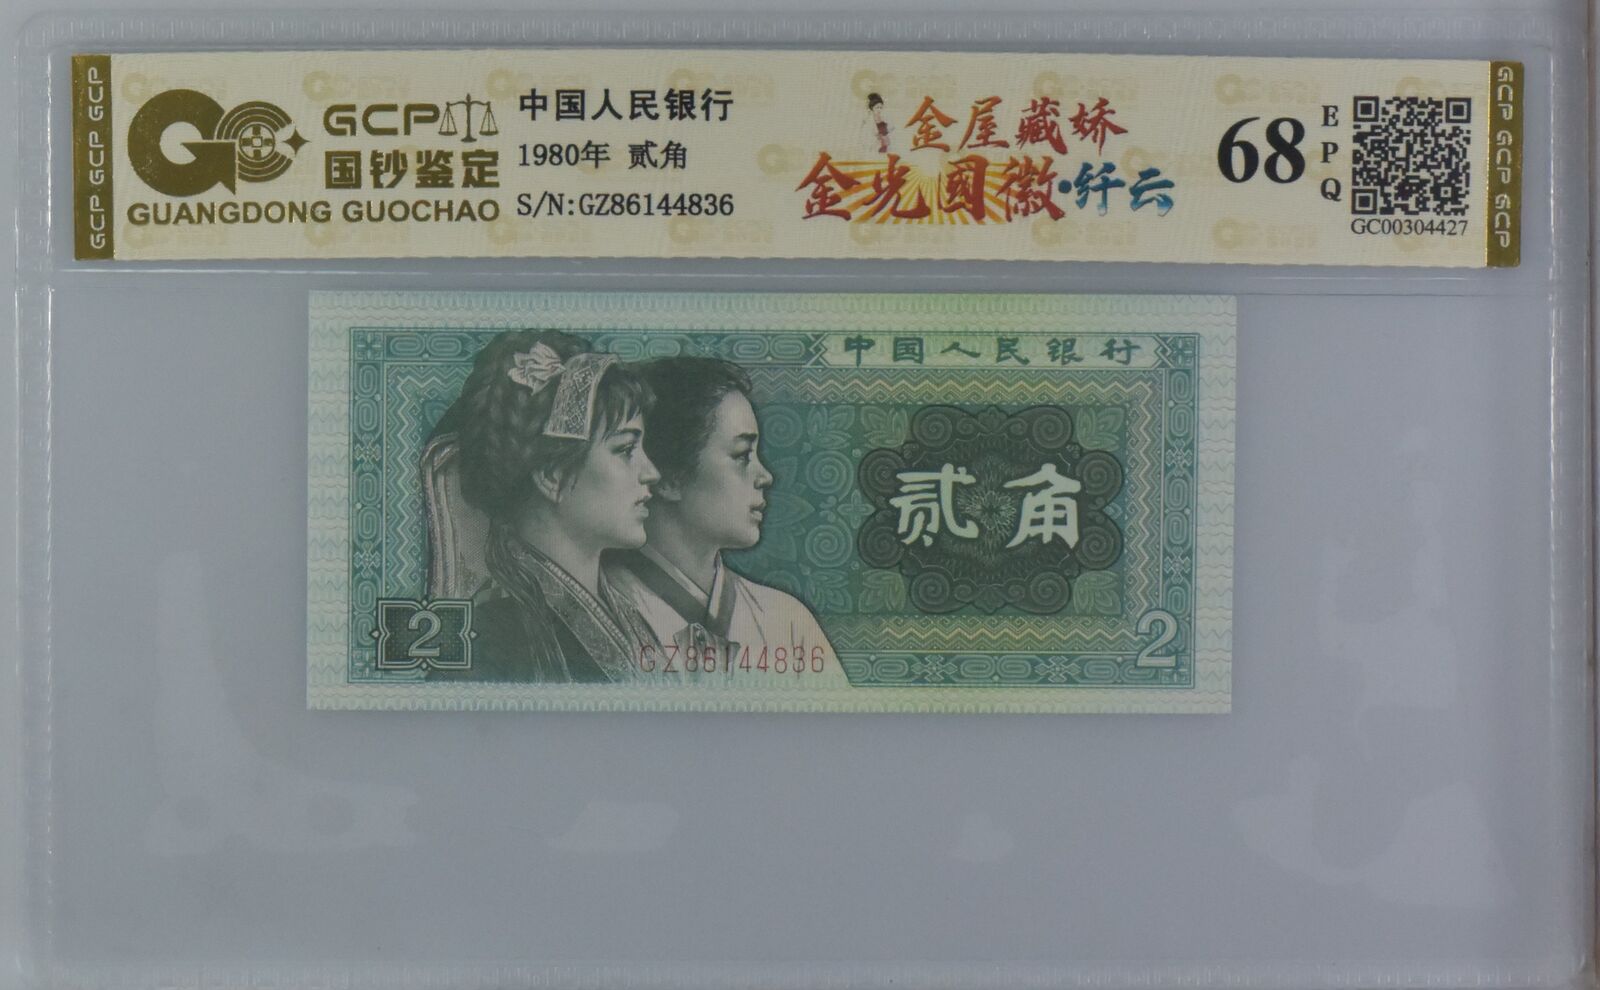 GCP GCP GCP
GCP
国钞鉴定
GUANGDONG GUOCHAO
中国人民银行
1980年 贰角
S/N:GZ86144836
金屋藏娇
金光國徽·纤云
68
EPQ
GC00304427
GCP GCP GCP
中国人民银行
贰角
2
GZ86144836
2